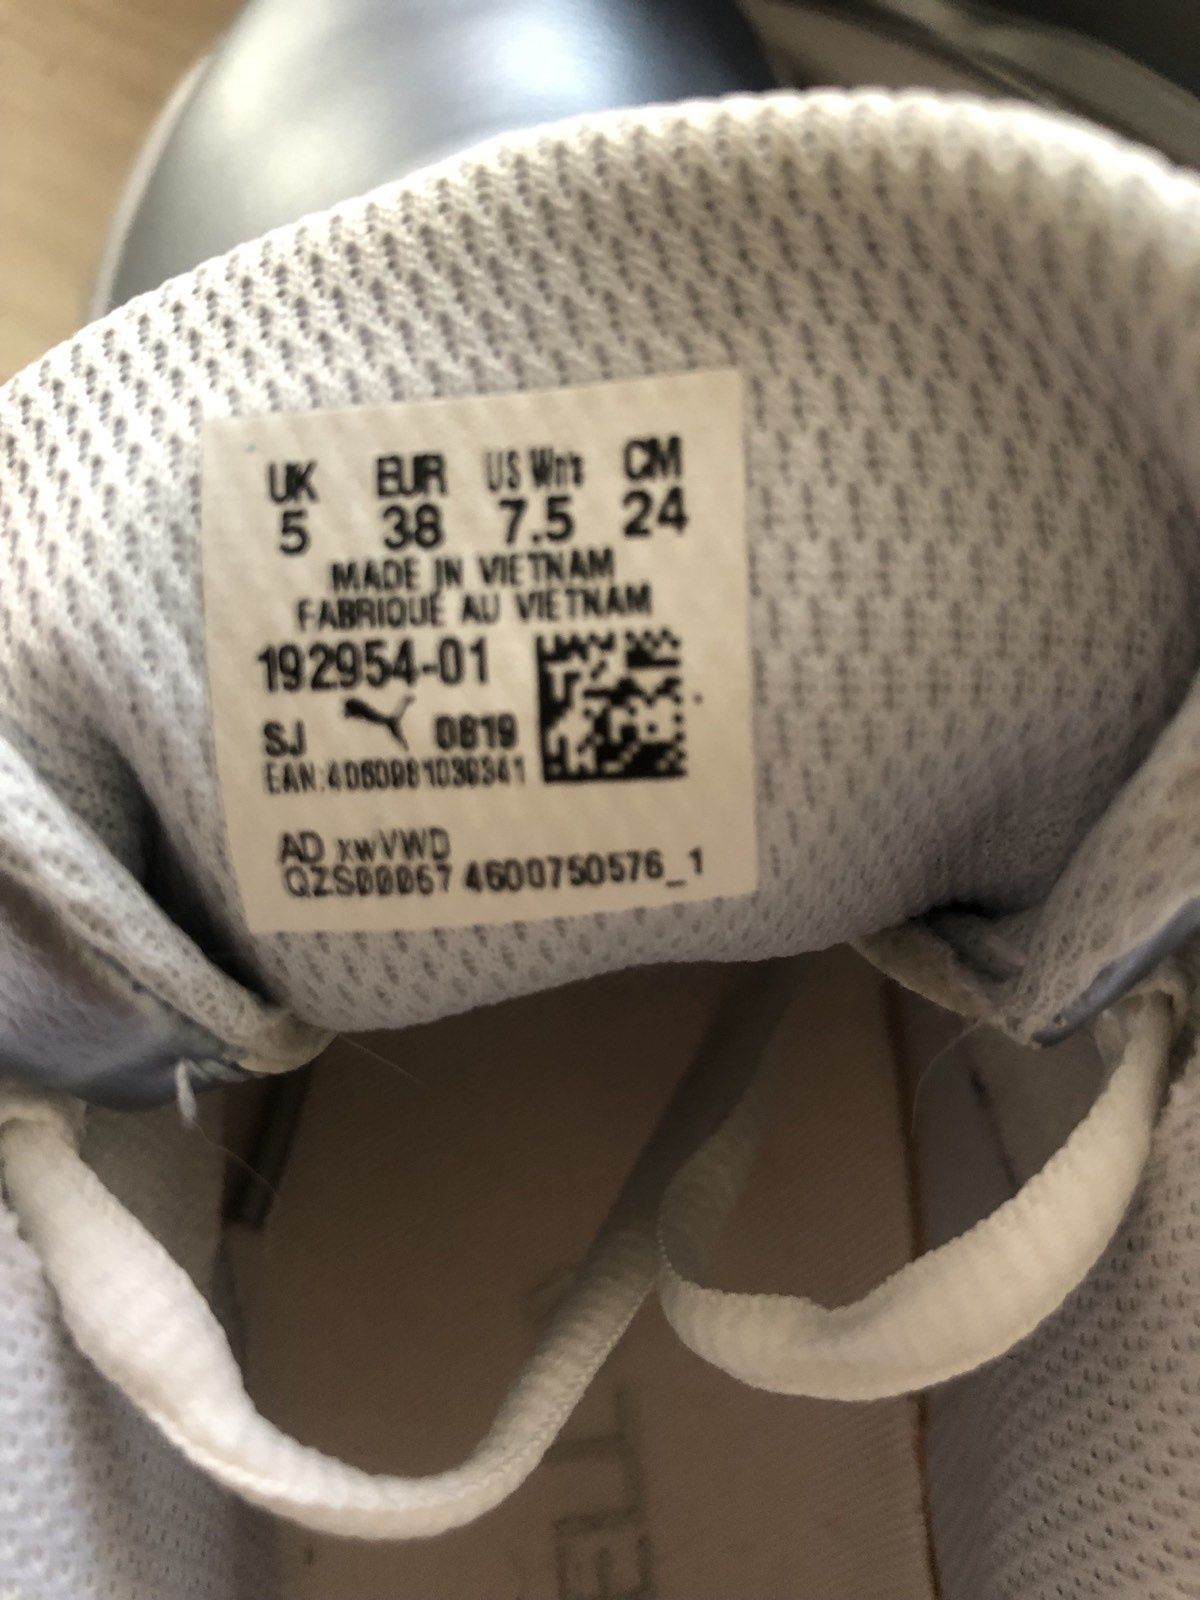 UK EUR US Wn's CM
5 38 7.5 24
MADE IN VIETNAM
FABRIQUÉ AU VIETNAM
192954-01
SJ 0819
EAN:
AD xwVWD
QZS00067 4600750576_1